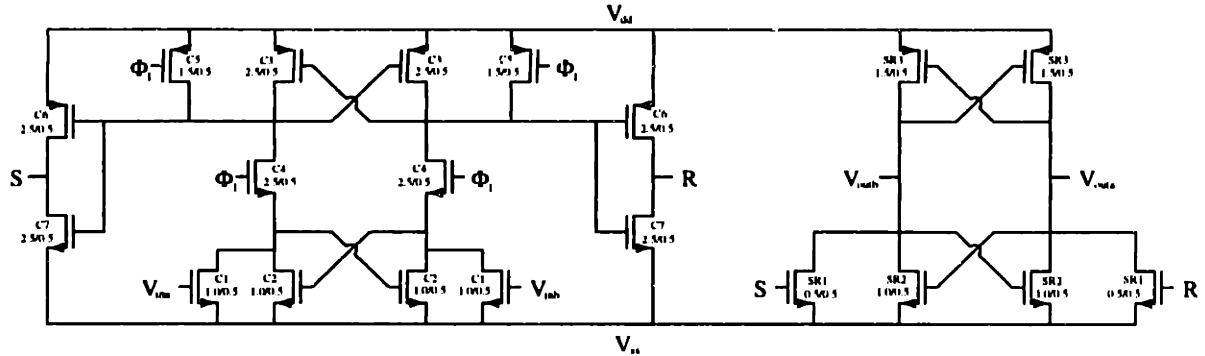 V_dd
C5 1.5/0.5
C3 2.5/0.5
C3 2.5/0.5
C5 1.5/0.5
SR3 1.5/0.5
SR3 1.5/0.5
Φ_1
Φ_1
C6 2.5/0.5
C6 2.5/0.5
S
Φ_1
C4 2.5/0.5
C4 2.5/0.5
Φ_1
R
V_outb
V_outa
C7 2.5/0.5
C7 2.5/0.5
V_ina
C1 1.0/0.5
C2 1.0/0.5
C2 1.0/0.5
C1 1.0/0.5
V_inb
S
SR1 0.5/0.5
SR2 1.0/0.5
SR2 1.0/0.5
SR1 0.5/0.5
R
V_ss